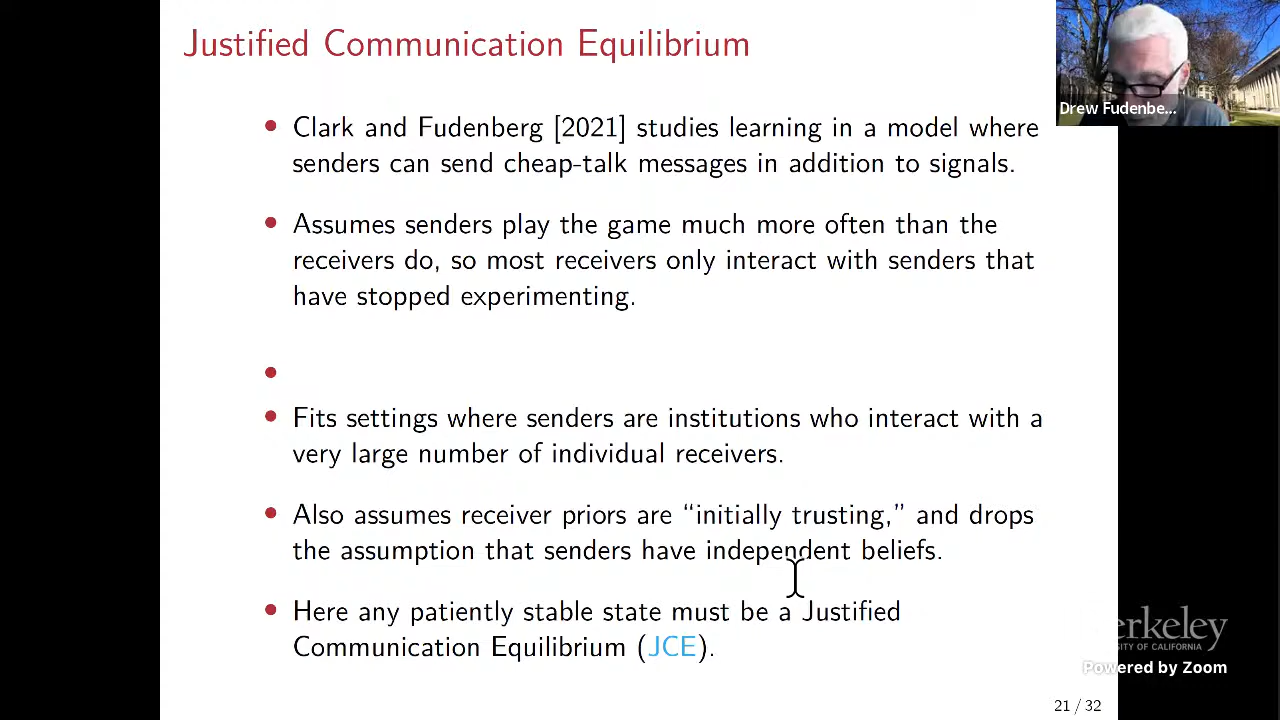 Justified Communication Equilibrium
Drew Fudenbe...
• Clark and Fudenberg [2021] studies learning in a model where
senders can send cheap-talk messages in addition to signals.
• Assumes senders play the game much more often than the
receivers do, so most receivers only interact with senders that
have stopped experimenting.
•
• Fits settings where senders are institutions who interact with a
very large number of individual receivers.
• Also assumes receiver priors are “initially trusting,” and drops
the assumption that senders have independent beliefs.
• Here any patiently stable state must be a Justified
Communication Equilibrium (JCE).
Powered by Zoom
21 / 32